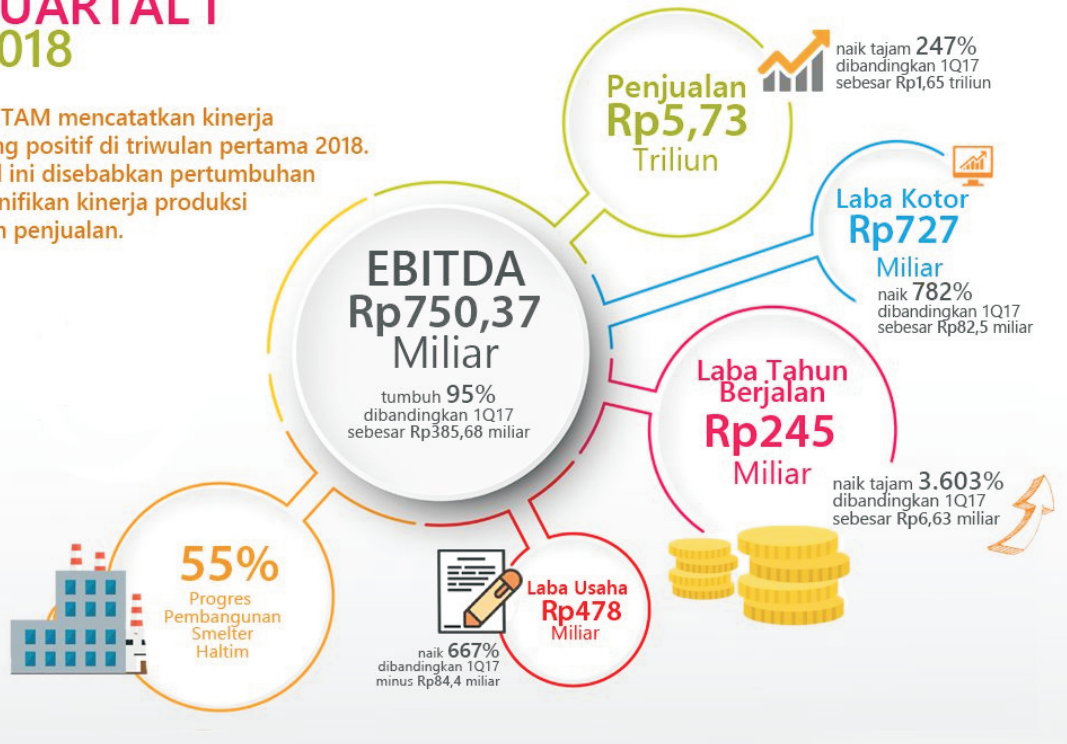 UARTAL I
018
TAM mencatatkan kinerja
ng positif di triwulan pertama 2018.
l ini disebabkan pertumbuhan
nifikan kinerja produksi
n penjualan.
Penjualan
Rp5,73
Triliun
naik tajam 247%
dibandingkan 1Q17
sebesar Rp1,65 triliun
Laba Kotor
Rp727
Miliar
naik 782%
dibandingkan 1Q17
sebesar Rp82,5 miliar
EBITDA
Rp750,37
Miliar
tumbuh 95%
dibandingkan 1Q17
sebesar Rp385,68 miliar
Laba Tahun
Berjalan
Rp245
Miliar
naik tajam 3.603%
dibandingkan 1Q17
sebesar Rp6,63 miliar
55%
Progres
Pembangunan
Smelter
Haltim
Laba Usaha
Rp478
Miliar
naik 667%
dibandingkan 1Q17
minus Rp84,4 miliar